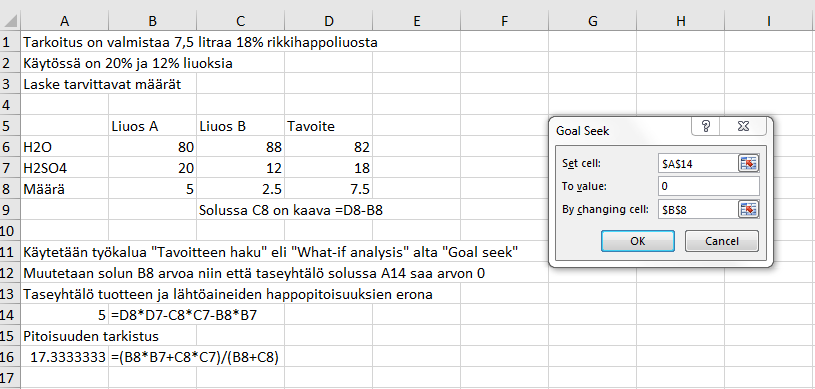 A B C D E F G H I
1 Tarkoitus on valmistaa 7,5 litraa 18% rikkihappoliuosta
2 Käytössä on 20% ja 12% liuoksia
3 Laske tarvittavat määrät
4
5 Liuos A Liuos B Tavoite
6 H2O 80 88 82
7 H2SO4 20 12 18
8 Määrä 5 2.5 7.5
9 Solussa C8 on kaava =D8-B8
10
11 Käytetään työkalua "Tavoitteen haku" eli "What-if analysis" alta "Goal seek"
12 Muutetaan solun B8 arvoa niin että taseyhtälö solussa A14 saa arvon 0
13 Taseyhtälö tuotteen ja lähtöaineiden happopitoisuuksien erona
14 5 =D8*D7-C8*C7-B8*B7
15 Pitoisuuden tarkistus
16 17.3333333 =(B8*B7+C8*C7)/(B8+C8)
17
Goal Seek
Set cell: $A$14
To value: 0
By changing cell: $B$8
OK Cancel